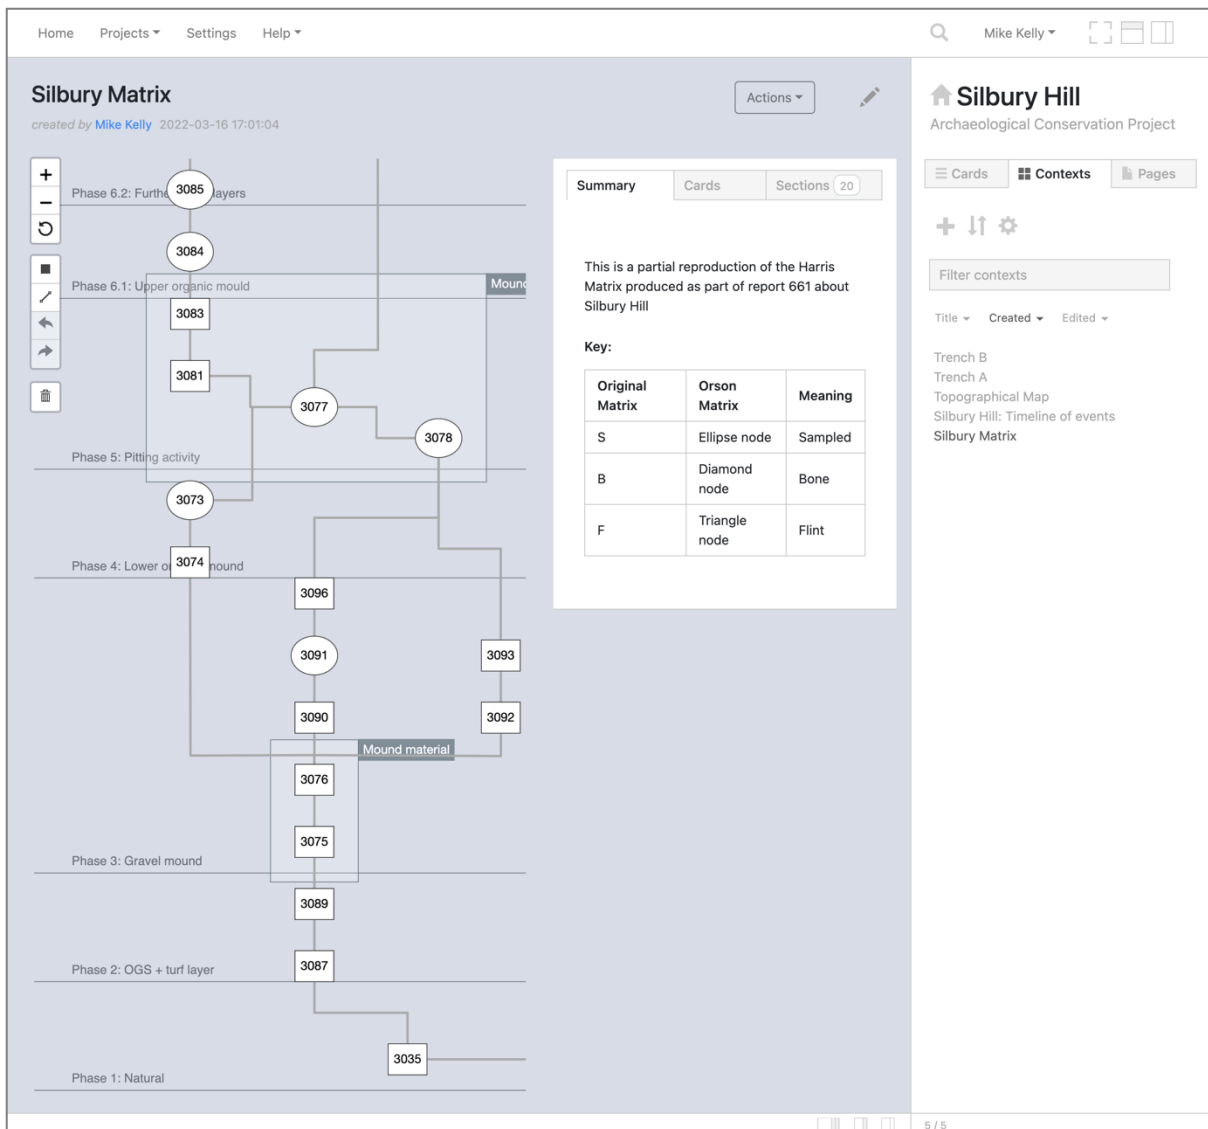 Home Projects Settings Help Mike Kelly
Silbury Matrix
Actions
created by Mike Kelly 2022-03-16 17:01:04
Phase 6.2: Furthe layers
3085
3084
Phase 6.1: Upper organic mould
Mound
3083
3081
3077
3078
Phase 5: Pitting activity
3073
3074
Phase 4: Lower o mound
3096
3091
3093
3090
3092
Mound material
3076
3075
Phase 3: Gravel mound
3089
3087
Phase 2: OGS + turf layer
3035
Phase 1: Natural
Summary Cards Sections 20
This is a partial reproduction of the Harris
Matrix produced as part of report 661 about
Silbury Hill
Key:
Original Matrix Orson Matrix Meaning
S Ellipse node Sampled
B Diamond node Bone
F Triangle node Flint
Silbury Hill
Archaeological Conservation Project
Cards Contexts Pages
Filter contexts
Title Created Edited
Trench B
Trench A
Topographical Map
Silbury Hill: Timeline of events
Silbury Matrix
5 / 5